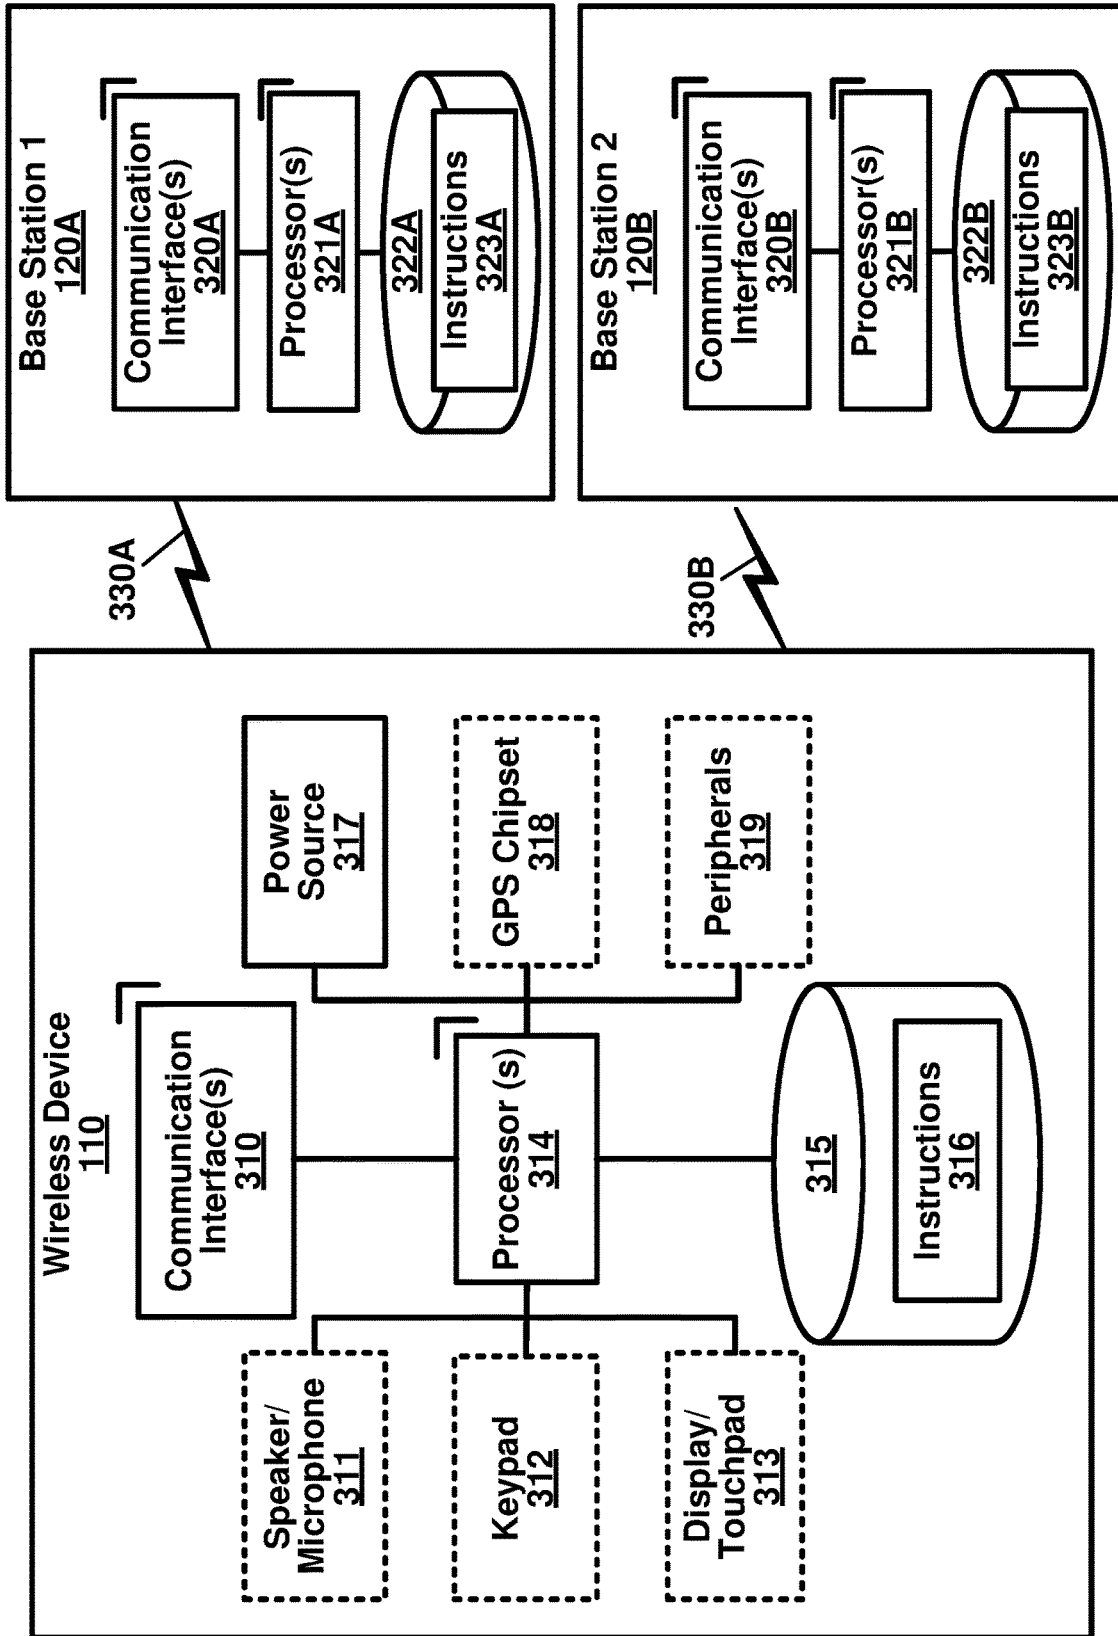 Wireless Device
110
Communication
Interface(s)
310
Speaker/
Microphone
311
Keypad
312
Display/
Touchpad
313
Processor (s)
314
315
Instructions
316
Power
Source
317
GPS Chipset
318
Peripherals
319
330A
330B
Base Station 1
120A
Communication
Interface(s)
320A
Processor(s)
321A
322A
Instructions
323A
Base Station 2
120B
Communication
Interface(s)
320B
Processor(s)
321B
322B
Instructions
323B